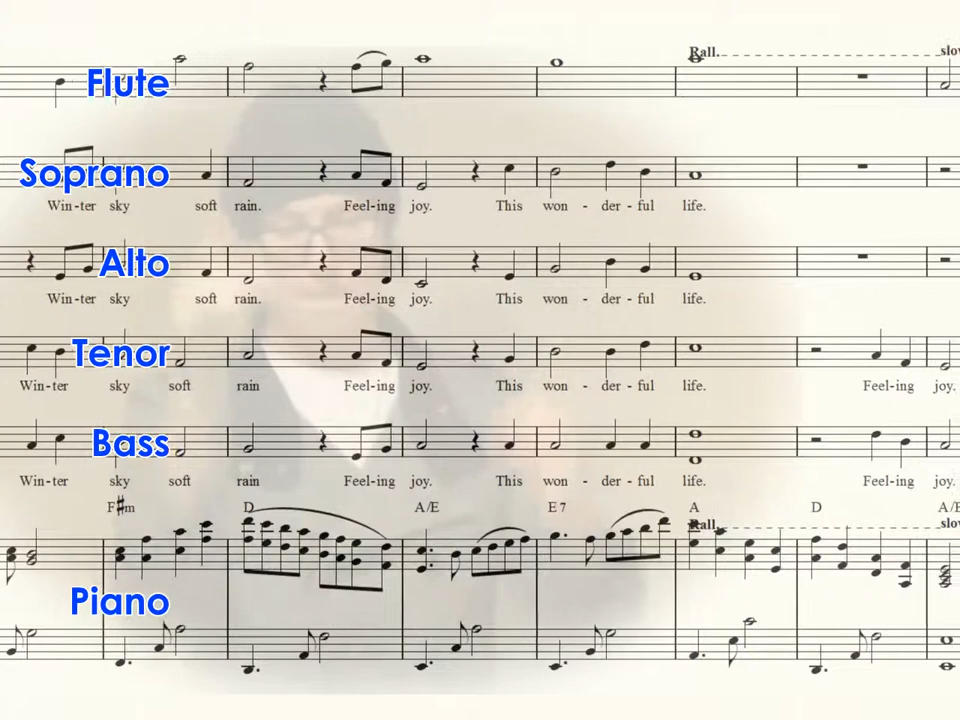 Rall. slow
Flute
Soprano
Win-ter sky soft rain. Feel-ing joy. This won - der - ful life.
Alto
Win-ter sky soft rain. Feel-ing joy. This won - der - ful life.
Tenor
Win-ter sky soft rain Feel-ing joy. This won - der - ful life. Feel-ing joy.
Bass
Win-ter sky soft rain Feel-ing joy. This won - der - ful life. Feel-ing joy.
F#m D A/E E7 A D A/E
Rall. slow
Piano